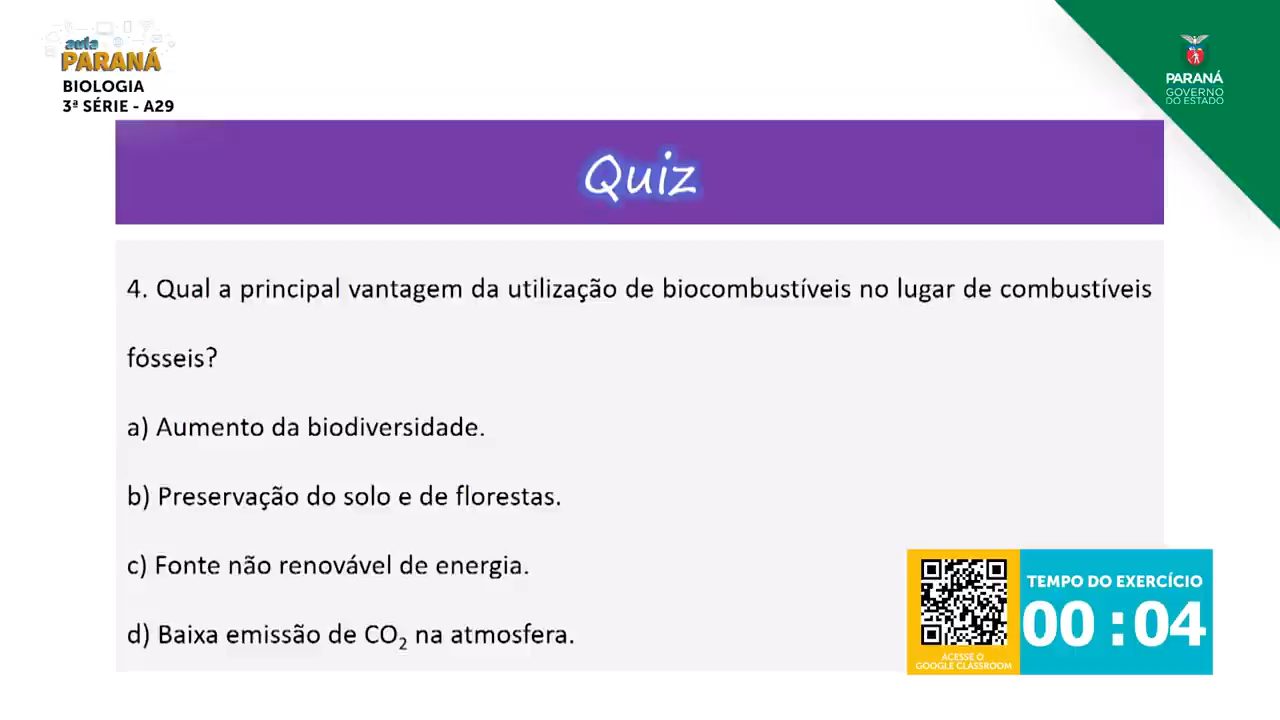 aula
PARANÁ
BIOLOGIA
3ª SÉRIE - A29
PARANÁ
GOVERNO
DO ESTADO
Quiz
4. Qual a principal vantagem da utilização de biocombustíveis no lugar de combustíveis
fósseis?
a) Aumento da biodiversidade.
b) Preservação do solo e de florestas.
c) Fonte não renovável de energia.
d) Baixa emissão de CO₂ na atmosfera.
TEMPO DO EXERCÍCIO
00 : 04
ACESSE O
GOOGLE CLASSROOM